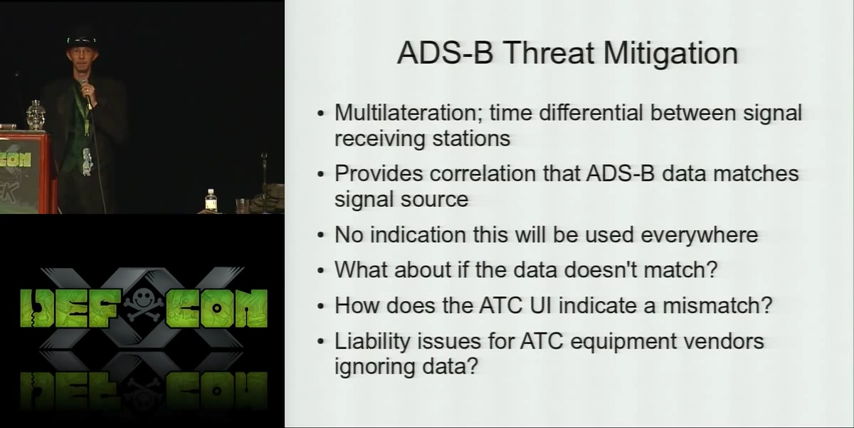 ADS-B Threat Mitigation
• Multilateration; time differential between signal
receiving stations
• Provides correlation that ADS-B data matches
signal source
• No indication this will be used everywhere
• What about if the data doesn't match?
• How does the ATC UI indicate a mismatch?
• Liability issues for ATC equipment vendors
ignoring data?
XX
DEFCON